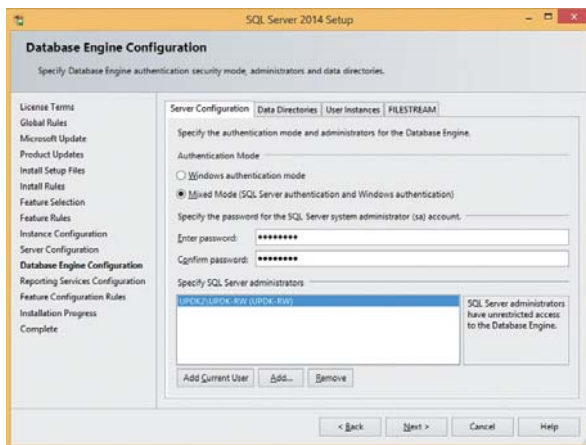 SQL Server 2014 Setup
Database Engine Configuration
Specify Database Engine authentication security mode, administrators and data directories.
License Terms
Global Rules
Microsoft Update
Product Updates
Install Setup Files
Install Rules
Feature Selection
Feature Rules
Instance Configuration
Server Configuration
Database Engine Configuration
Reporting Services Configuration
Feature Configuration Rules
Installation Progress
Complete
Server Configuration Data Directories User Instances FILESTREAM
Specify the authentication mode and administrators for the Database Engine.
Authentication Mode
Windows authentication mode
Mixed Mode (SQL Server authentication and Windows authentication)
Specify the password for the SQL Server system administrator (sa) account.
Enter password: ••••••••
Confirm password: ••••••••
Specify SQL Server administrators
UPDK2\UPDK-RW (UPDK-RW)
SQL Server administrators
have unrestricted access
to the Database Engine.
Add Current User Add... Remove
< Back Next > Cancel Help